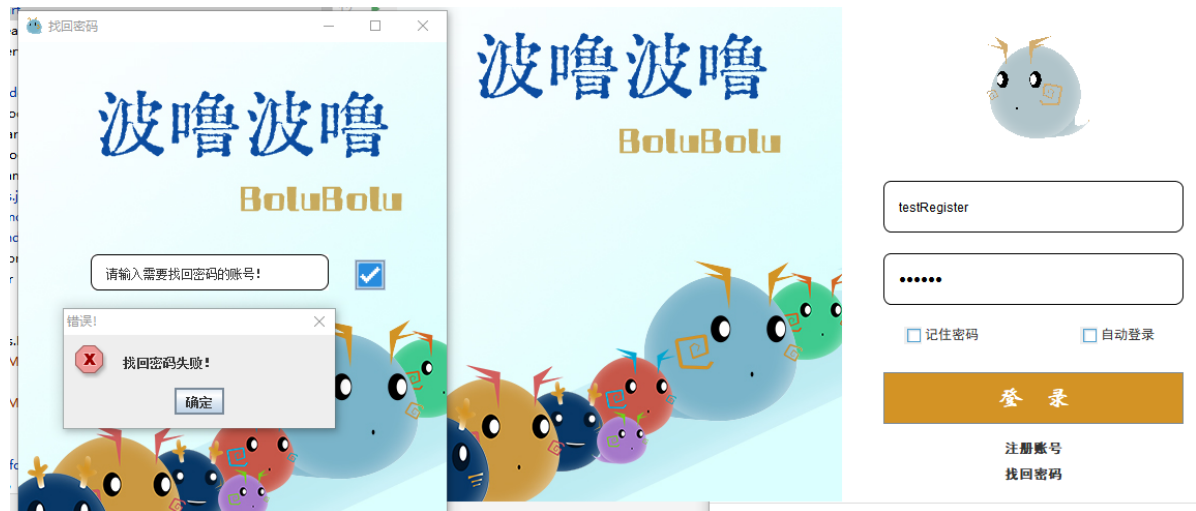 找回密码
波噜波噜
BoluBolu
请输入需要找回密码的账号!
错误!
找回密码失败!
确定
波噜波噜
BoluBolu
testRegister
••••••
记住密码
自动登录
登 录
注册账号
找回密码